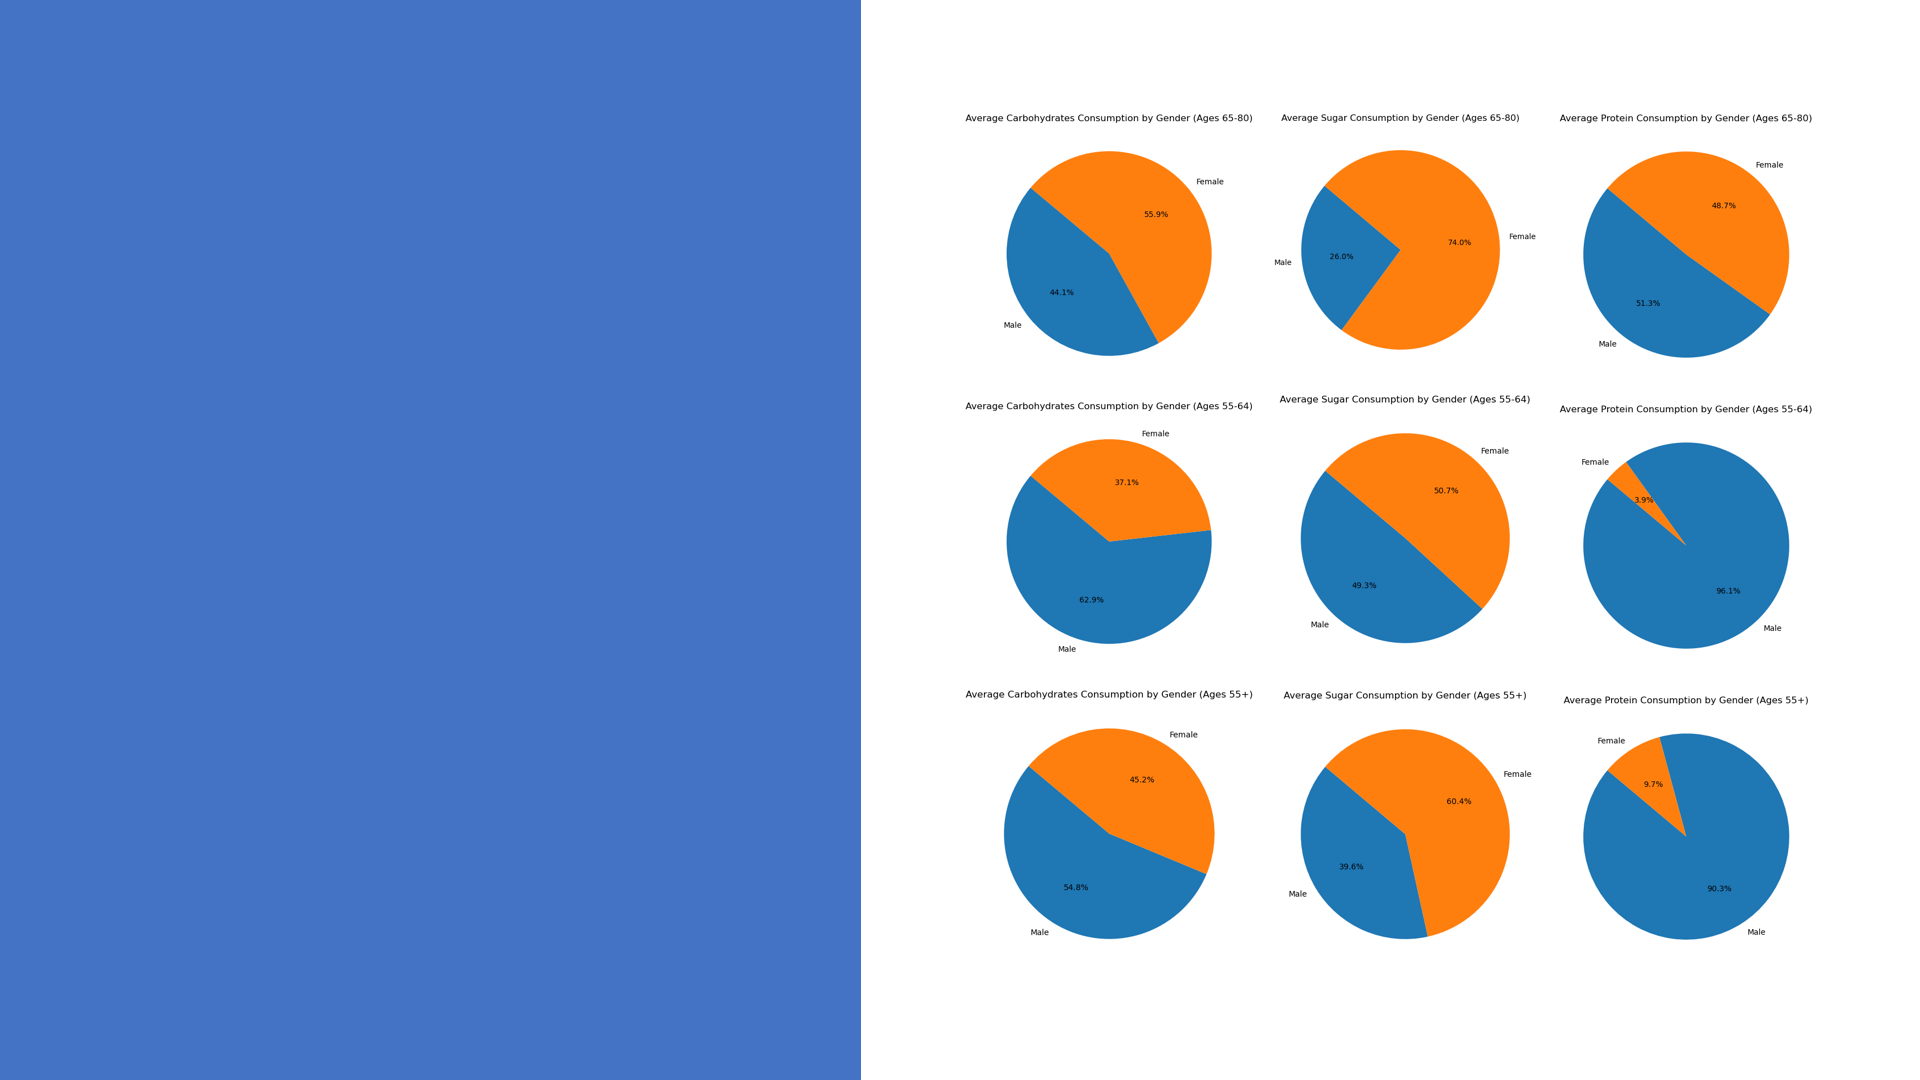 Average Carbohydrates Consumption by Gender (Ages 65-80)
Female
55.9%
44.1%
Male
Average Sugar Consumption by Gender (Ages 65-80)
Female
74.0%
26.0%
Male
Average Protein Consumption by Gender (Ages 65-80)
Female
48.7%
51.3%
Male
Average Carbohydrates Consumption by Gender (Ages 55-64)
Female
37.1%
62.9%
Male
Average Sugar Consumption by Gender (Ages 55-64)
Female
50.7%
49.3%
Male
Average Protein Consumption by Gender (Ages 55-64)
Female
3.9%
96.1%
Male
Average Carbohydrates Consumption by Gender (Ages 55+)
Female
45.2%
54.8%
Male
Average Sugar Consumption by Gender (Ages 55+)
Female
60.4%
39.6%
Male
Average Protein Consumption by Gender (Ages 55+)
Female
9.7%
90.3%
Male